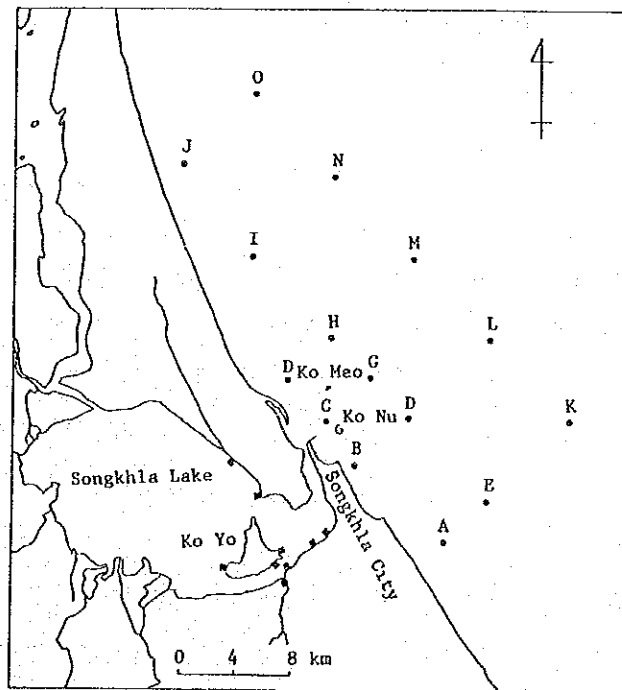 O
J
N
I
M
H
L
D
Ko Meo
G
C
Ko Nu
D
K
B
Songkhla Lake
E
Songkhla City
Ko Yo
A
0 4 8 km